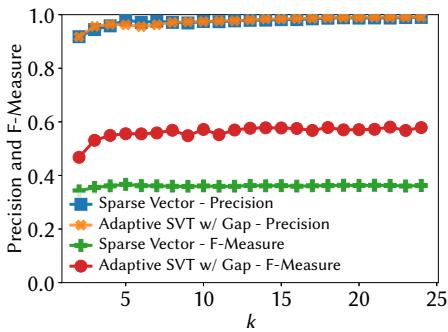 1.0
0.8
0.6
0.4
0.2
0.0
Precision and F-Measure
Sparse Vector - Precision
Adaptive SVT w/ Gap - Precision
Sparse Vector - F-Measure
Adaptive SVT w/ Gap - F-Measure
5 10 15 20 25
k